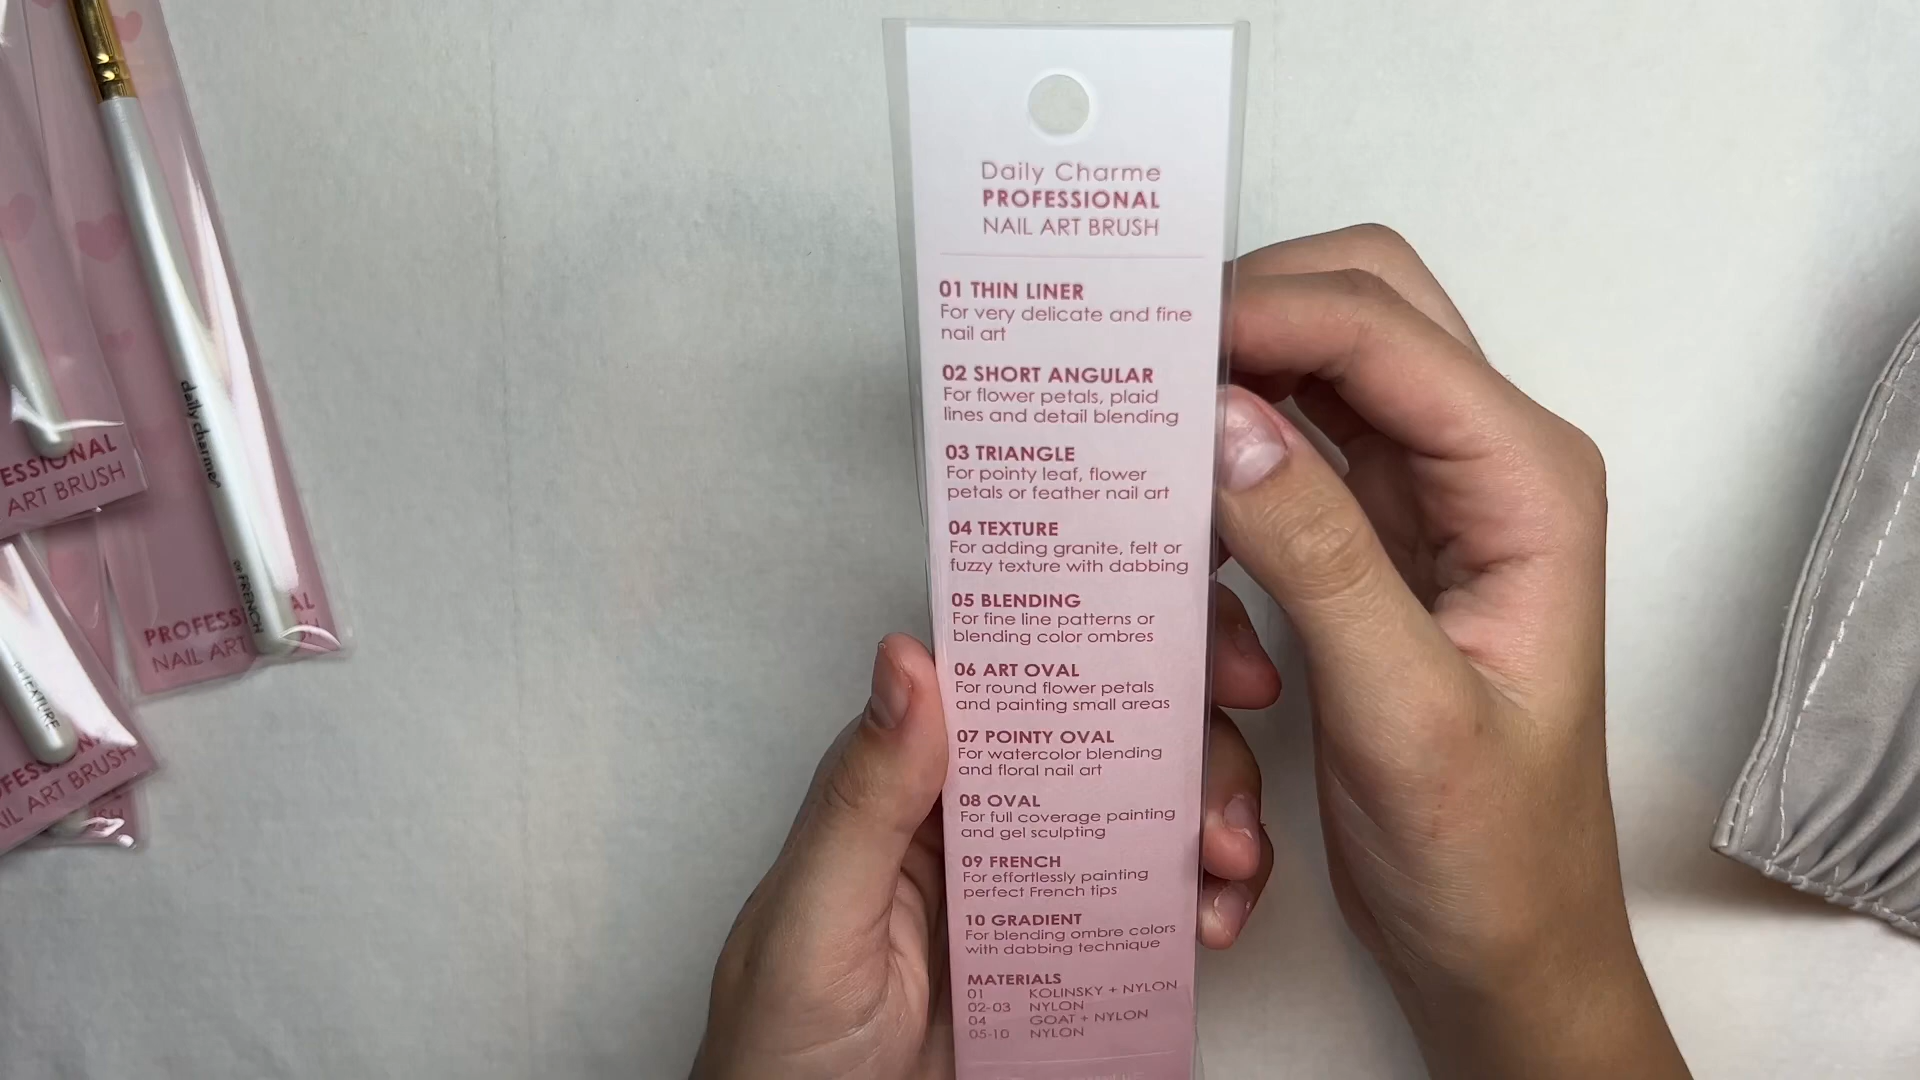 Daily Charme
PROFESSIONAL
NAIL ART BRUSH
01 THIN LINER
For very delicate and fine
nail art
02 SHORT ANGULAR
For flower petals, plaid
lines and detail blending
03 TRIANGLE
For pointy leaf, flower
petals or feather nail art
04 TEXTURE
For adding granite, felt or
fuzzy texture with dabbing
05 BLENDING
For fine line patterns or
blending color ombres
06 ART OVAL
For round flower petals
and painting small areas
07 POINTY OVAL
For watercolor blending
and floral nail art
08 OVAL
For full coverage painting
and gel sculpting
09 FRENCH
For effortlessly painting
perfect French tips
10 GRADIENT
For blending ombre colors
with dabbing technique
MATERIALS
01 KOLINSKY + NYLON
02-03 NYLON
04 GOAT + NYLON
05-10 NYLON
daily charme
09 FRENCH
NAIL ART
ART BRUSH
04 TEXTURE
ART BRUSH